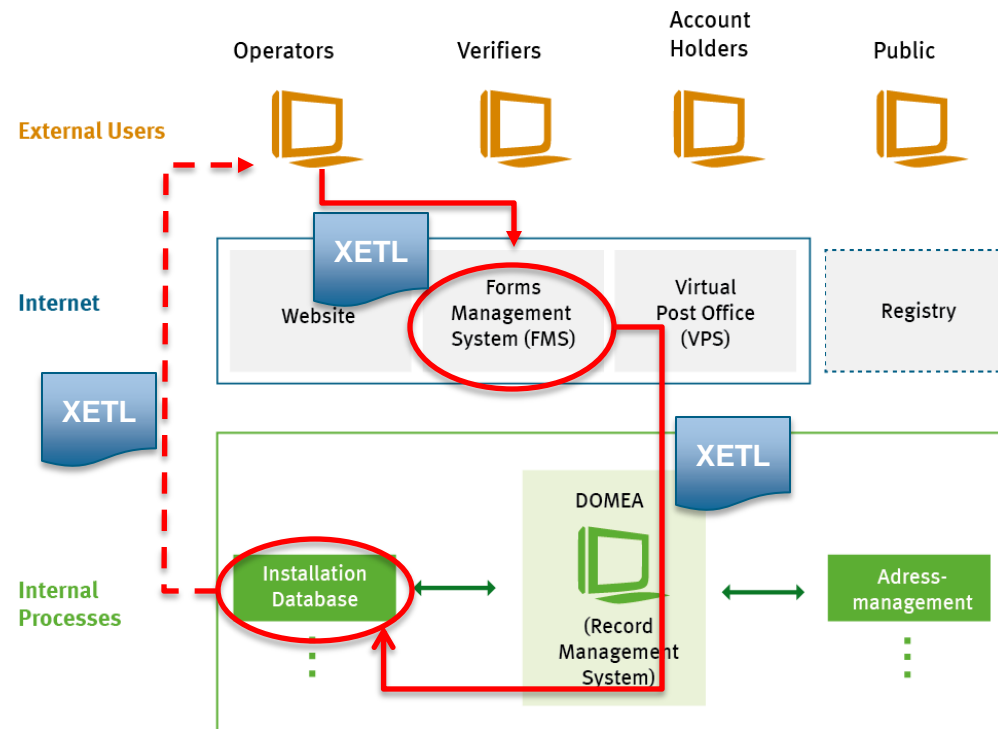 Operators
Verifiers
Account
Holders
Public
External Users
XETL
Internet
Website
Forms
Management
System (FMS)
Virtual
Post Office
(VPS)
Registry
XETL
XETL
DOMEA
Internal
Processes
Installation
Database
(Record
Management
System)
Adress-
management